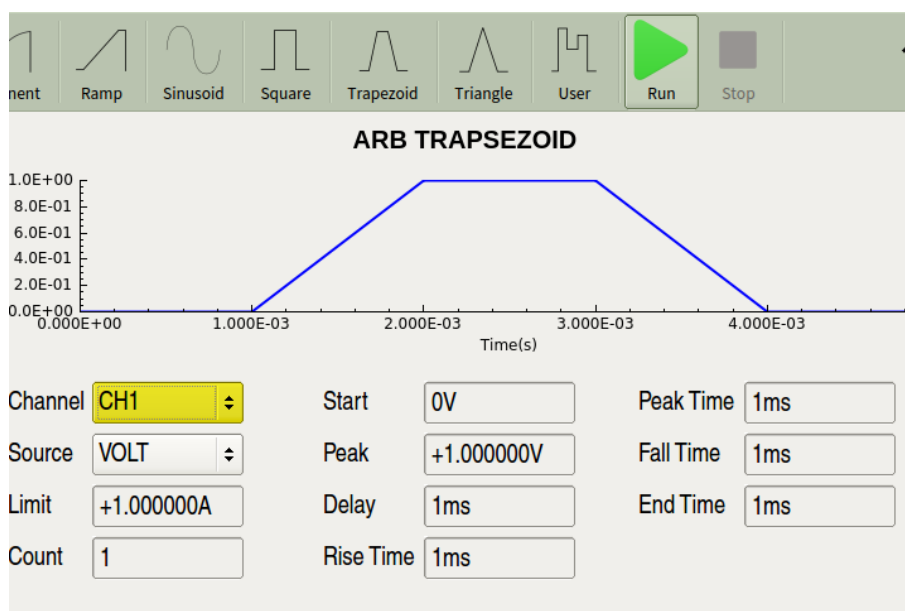 nent Ramp Sinusoid Square Trapezoid Triangle User Run Stop
ARB TRAPSEZOID
1.0E+00
8.0E-01
6.0E-01
4.0E-01
2.0E-01
0.0E+00
0.000E+00 1.000E-03 2.000E-03 3.000E-03 4.000E-03
Time(s)
Channel CH1 Start 0V Peak Time 1ms
Source VOLT Peak +1.000000V Fall Time 1ms
Limit +1.000000A Delay 1ms End Time 1ms
Count 1 Rise Time 1ms